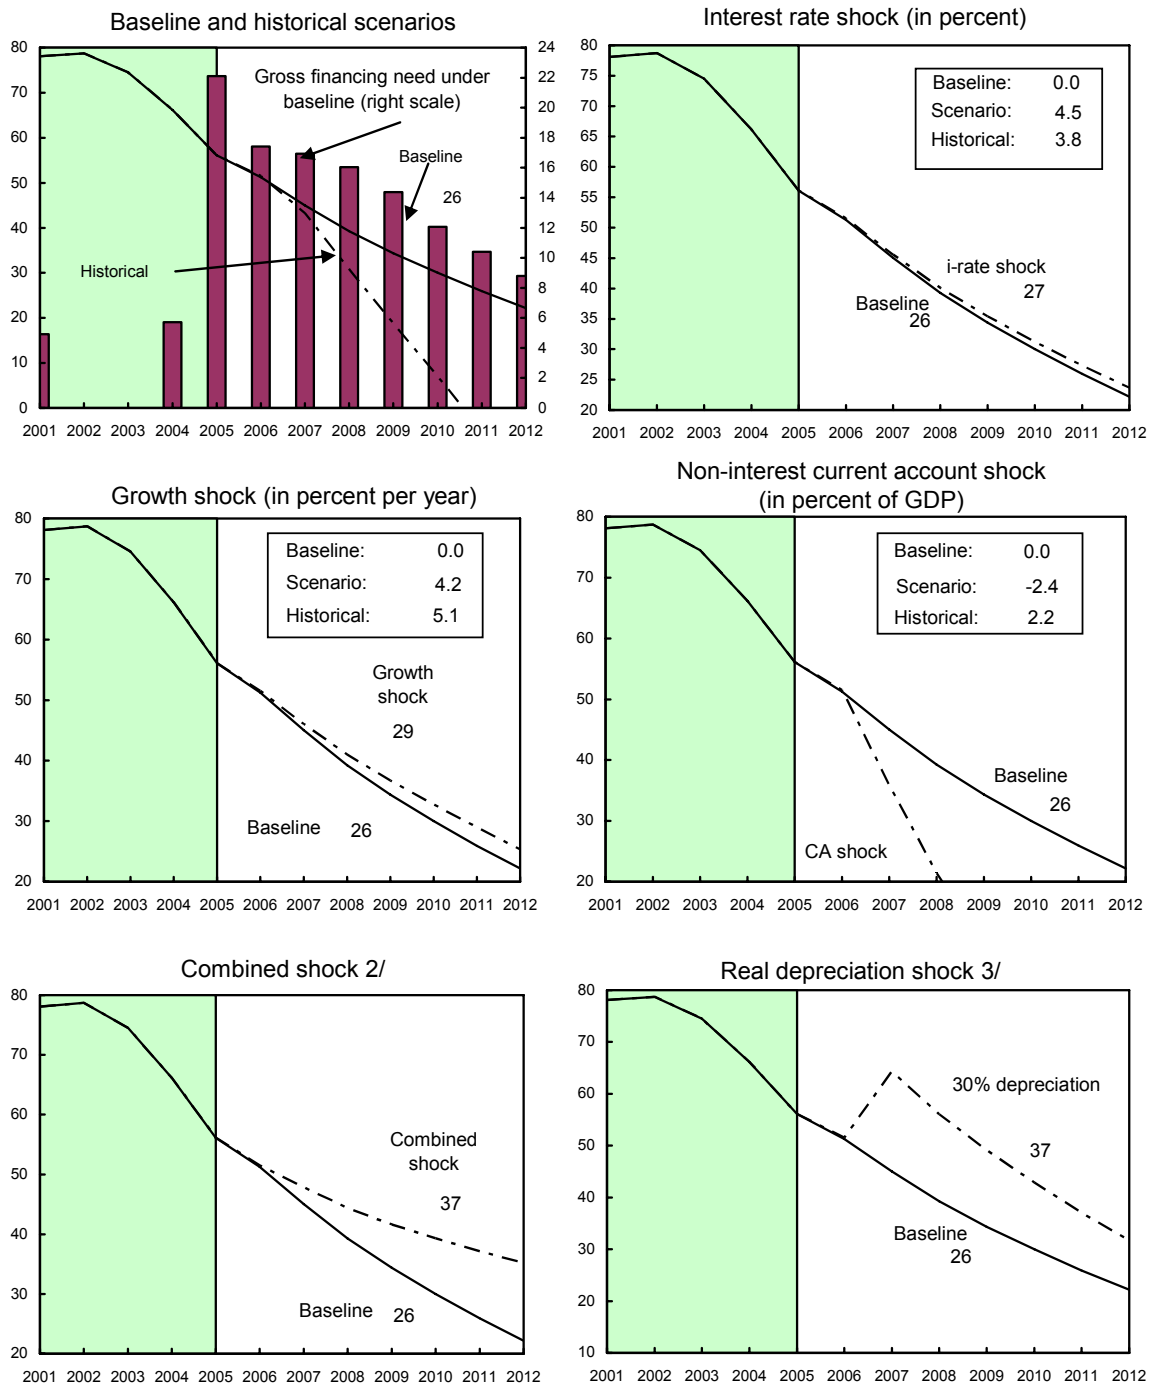 Baseline and historical scenarios
80
70
60
50
40
30
20
10
0
24
22
20
18
16
14
12
10
8
6
4
2
0
Gross financing need under
baseline (right scale)
Baseline
26
Historical
2001 2002 2003 2004 2005 2006 2007 2008 2009 2010 2011 2012
Interest rate shock (in percent)
80
75
70
65
60
55
50
45
40
35
30
25
20
Baseline: 0.0
Scenario: 4.5
Historical: 3.8
i-rate shock
27
Baseline
26
2001 2002 2003 2004 2005 2006 2007 2008 2009 2010 2011 2012
Growth shock (in percent per year)
80
70
60
50
40
30
20
Baseline: 0.0
Scenario: 4.2
Historical: 5.1
Growth
shock
29
Baseline 26
2001 2002 2003 2004 2005 2006 2007 2008 2009 2010 2011 2012
Non-interest current account shock
(in percent of GDP)
80
70
60
50
40
30
20
Baseline: 0.0
Scenario: -2.4
Historical: 2.2
Baseline
26
CA shock
2001 2002 2003 2004 2005 2006 2007 2008 2009 2010 2011 2012
Combined shock 2/
80
70
60
50
40
30
20
Combined
shock
37
Baseline 26
2001 2002 2003 2004 2005 2006 2007 2008 2009 2010 2011 2012
Real depreciation shock 3/
80
70
60
50
40
30
20
10
30% depreciation
37
Baseline
26
2001 2002 2003 2004 2005 2006 2007 2008 2009 2010 2011 2012